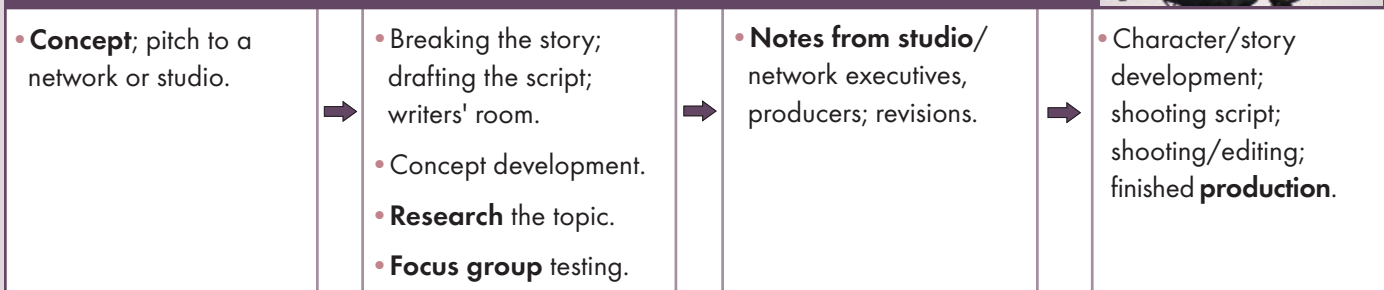 • Concept; pitch to a
network or studio.
• Breaking the story;
drafting the script;
writers' room.
• Concept development.
• Research the topic.
• Focus group testing.
• Notes from studio/
network executives,
producers; revisions.
• Character/story
development;
shooting script;
shooting/editing;
finished production.